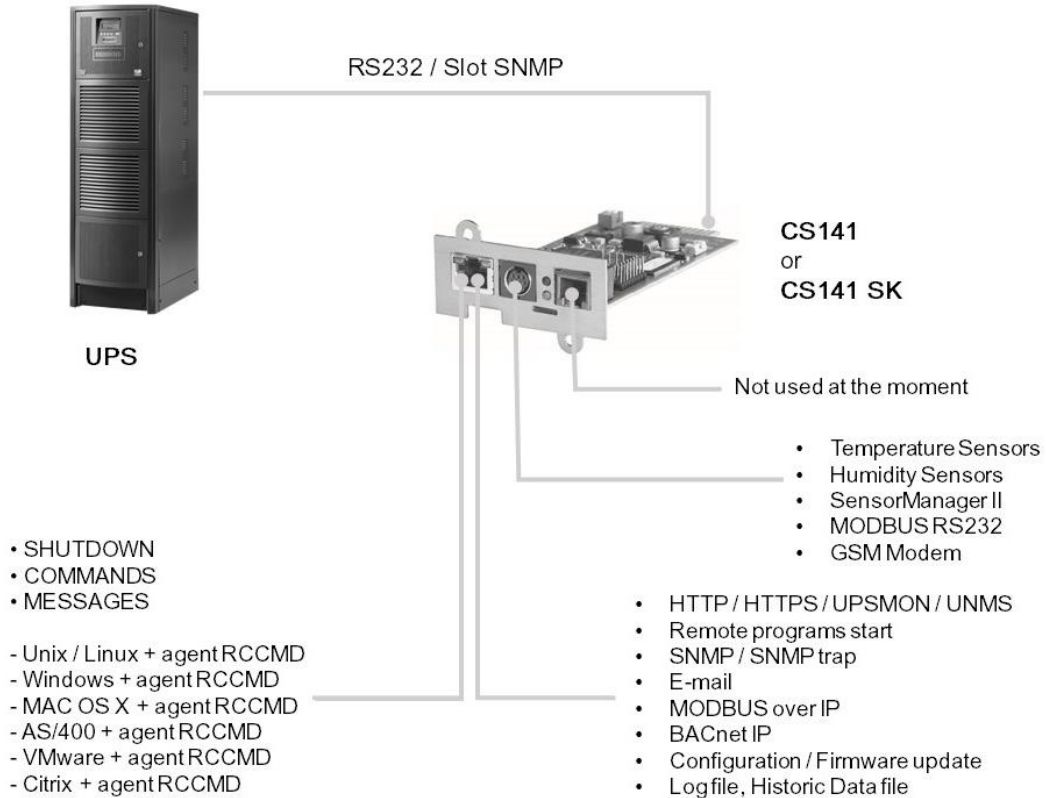 RS232 / Slot SNMP
UPS
CS141
or
CS141 SK
Not used at the moment
• Temperature Sensors
• Humidity Sensors
• SensorManager II
• MODBUS RS232
• GSM Modem
• SHUTDOWN
• COMMANDS
• MESSAGES
- Unix / Linux + agent RCCMD
- Windows + agent RCCMD
- MAC OS X + agent RCCMD
- AS/400 + agent RCCMD
- VMware + agent RCCMD
- Citrix + agent RCCMD
• HTTP / HTTPS / UPSMON / UNMS
• Remote programs start
• SNMP / SNMP trap
• E-mail
• MODBUS over IP
• BACnet IP
• Configuration / Firmware update
• Logfile, Historic Data file